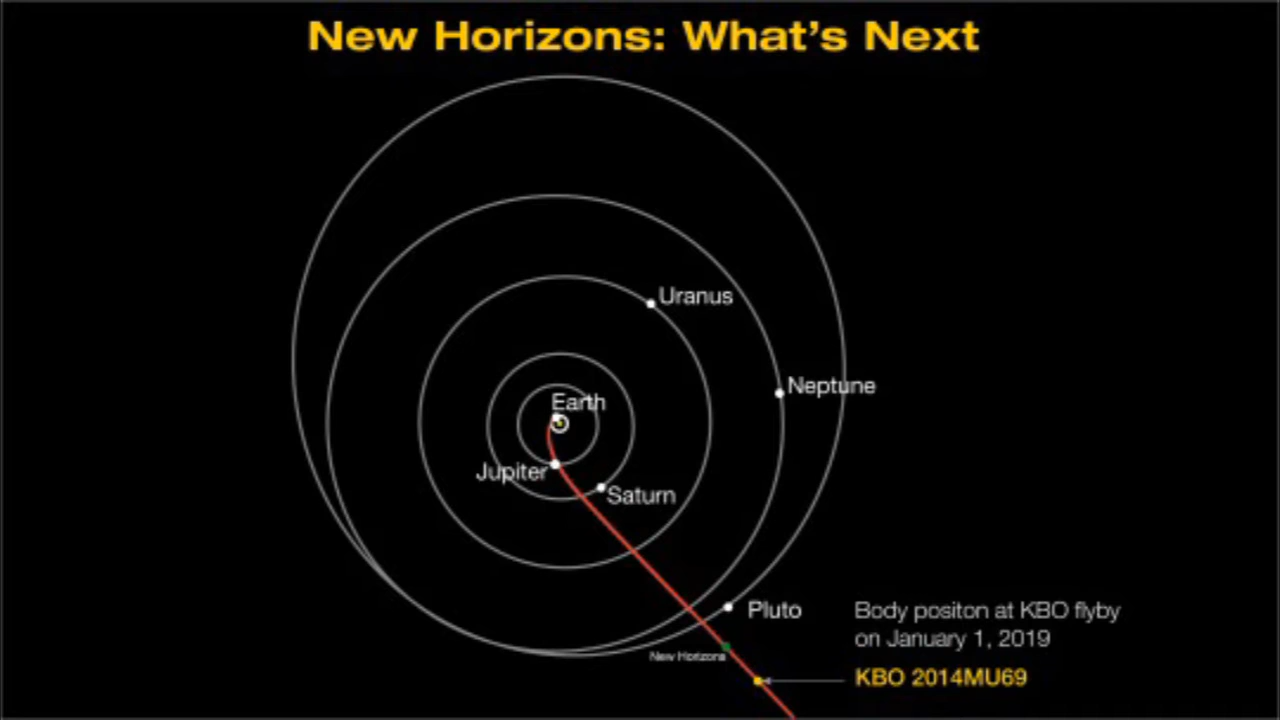 New Horizons: What's Next
Uranus
Neptune
Earth
Jupiter
Saturn
Pluto
Body positon at KBO flyby
on January 1, 2019
New Horizons
KBO 2014MU69